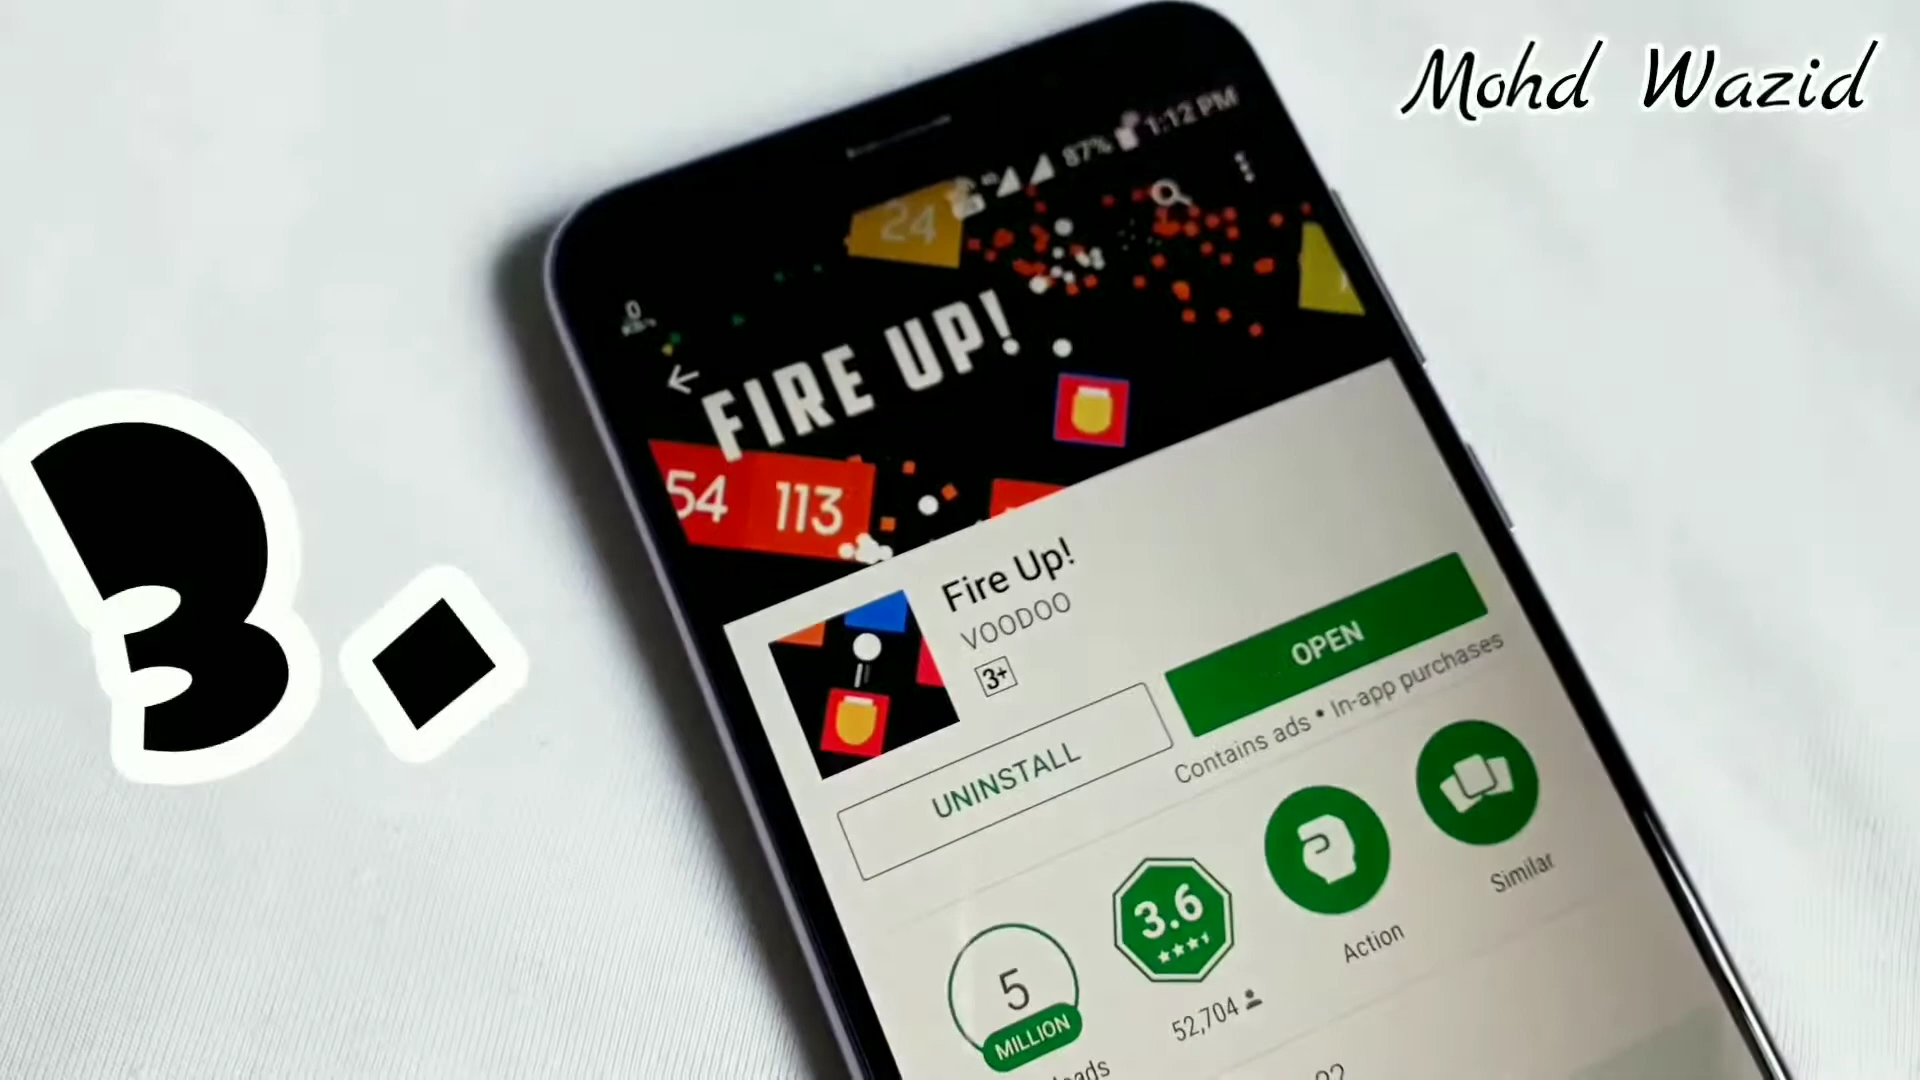 Mohd Wazid
87% 1:12 PM
24
0
FIRE UP!
54 113
3.
Fire Up!
VOODOO
3+
UNINSTALL
OPEN
Contains ads • In-app purchases
5
MILLION
3.6
52,704
Action
Similar